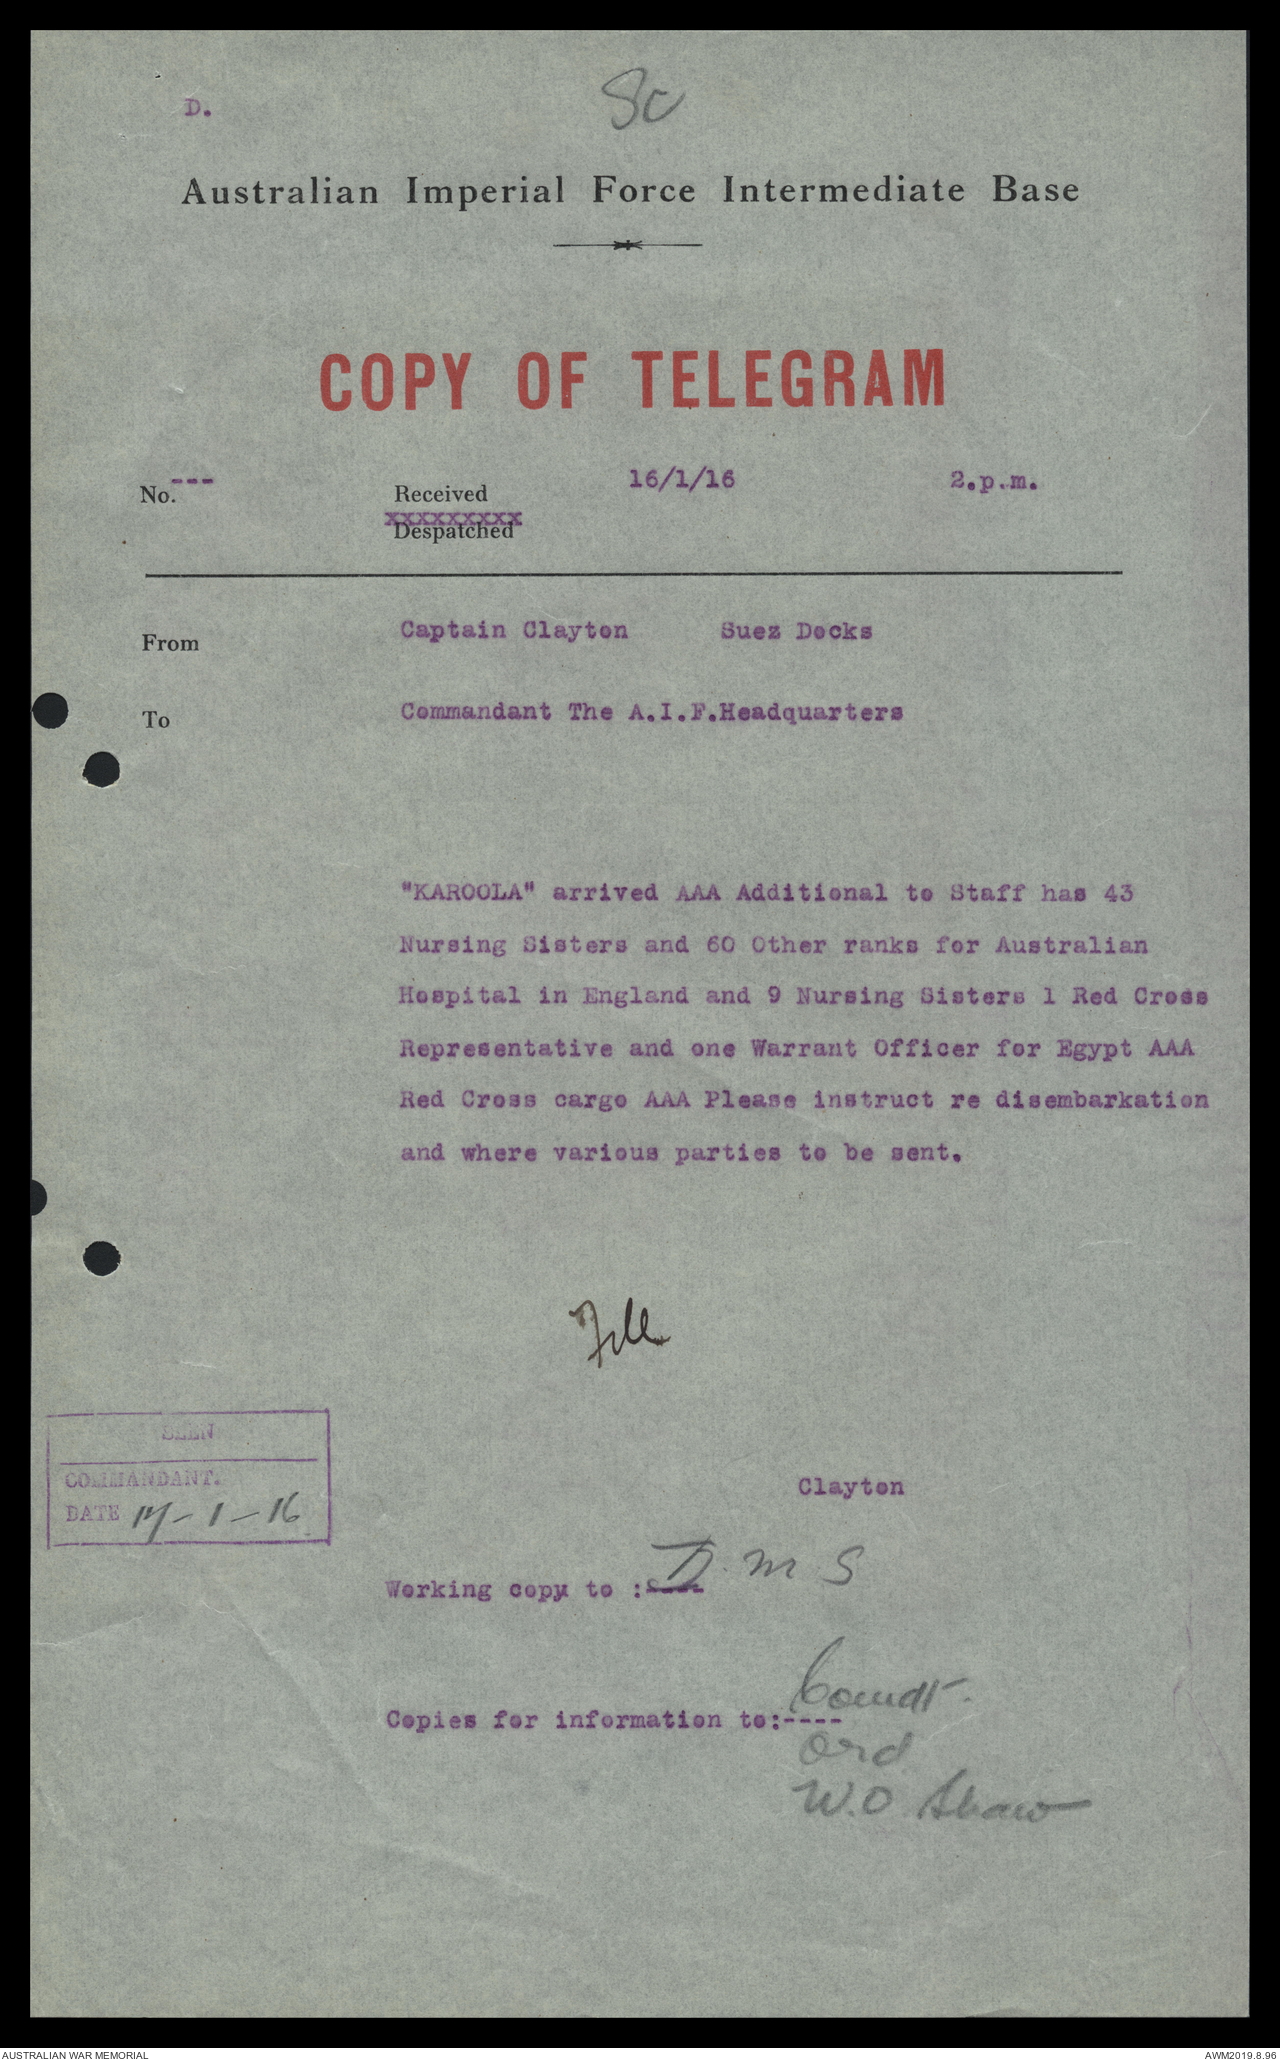 D.
Sc
Australian Imperial Force Intermediate Base
COPY OF TELEGRAM
No. --- Received 16/1/16 2.p.m.
xxxxxxxxx
Despatched
From Captain Clayton Suez Docks
To Commandant The A.I.F.Headquarters
"KAROOLA" arrived AAA Additional to Staff has 43
Nursing Sisters and 60 Other ranks for Australian
Hospital in England and 9 Nursing Sisters 1 Red Cross
Representative and one Warrant Officer for Egypt AAA
Red Cross cargo AAA Please instruct re disembarkation
and where various parties to be sent.
File
SEEN
COMMANDANT.
DATE 17-1-16
Clayton
Working copy to :---- D.M S
Copies for information to:---- Comdt.
Ord
W.O Shaw
AUSTRALIAN WAR MEMORIAL
AWM2019.8.96